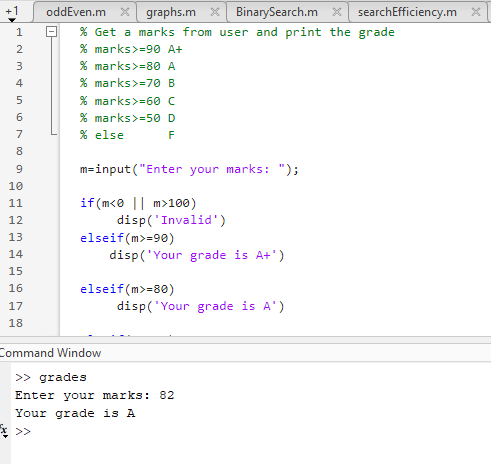 +1 oddEven.m graphs.m BinarySearch.m searchEfficiency.m
1 % Get a marks from user and print the grade
2 % marks>=90 A+
3 % marks>=80 A
4 % marks>=70 B
5 % marks>=60 C
6 % marks>=50 D
7 % else F
8
9 m=input("Enter your marks: ");
10
11 if(m<0 || m>100)
12 disp('Invalid')
13 elseif(m>=90)
14 disp('Your grade is A+')
15
16 elseif(m>=80)
17 disp('Your grade is A')
18
Command Window
>> grades
Enter your marks: 82
Your grade is A
fx >>